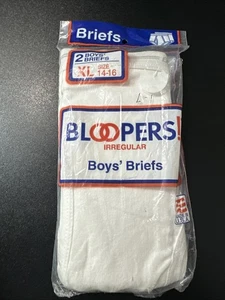 Briefs
2 BOYS'
BRIEFS
XL SIZE
14-16
BLOOPERS!
IRREGULAR
Boys' Briefs